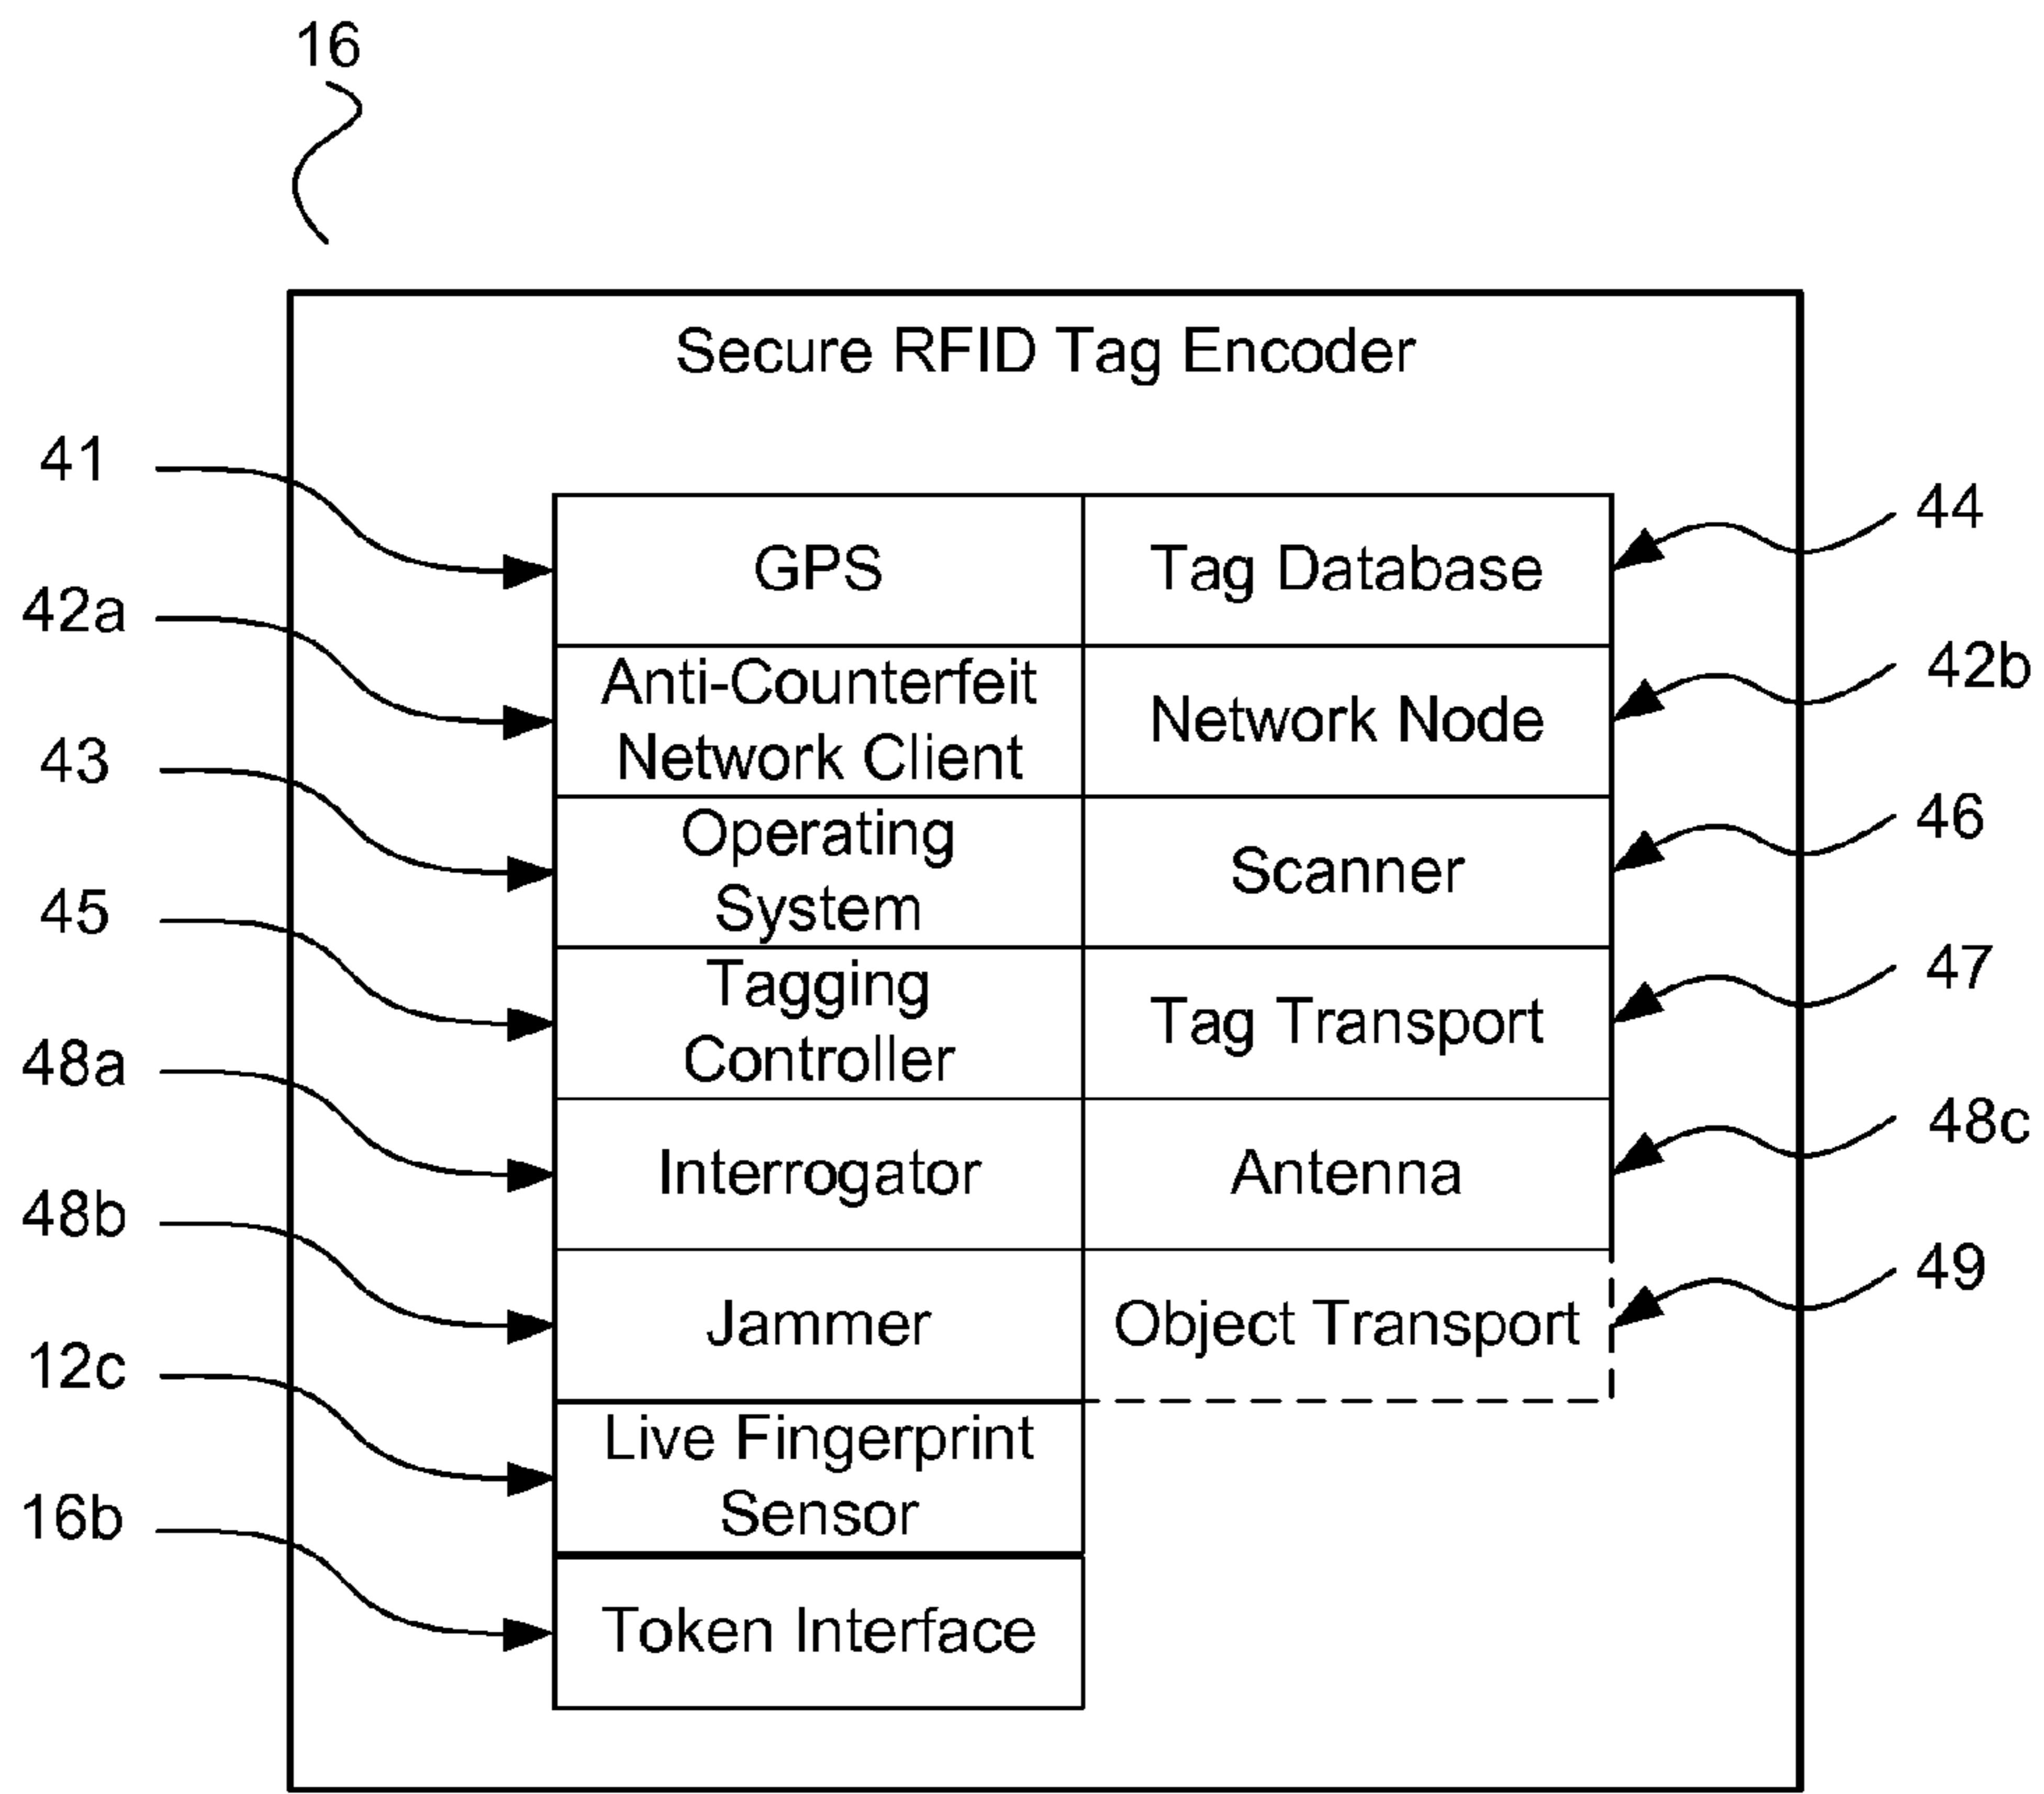 16
Secure RFID Tag Encoder
41
GPS
Tag Database
44
42a
Anti-Counterfeit
Network Client
Network Node
42b
43
Operating
System
Scanner
46
45
Tagging
Controller
Tag Transport
47
48a
Interrogator
Antenna
48c
48b
Jammer
Object Transport
49
12c
Live Fingerprint
Sensor
16b
Token Interface